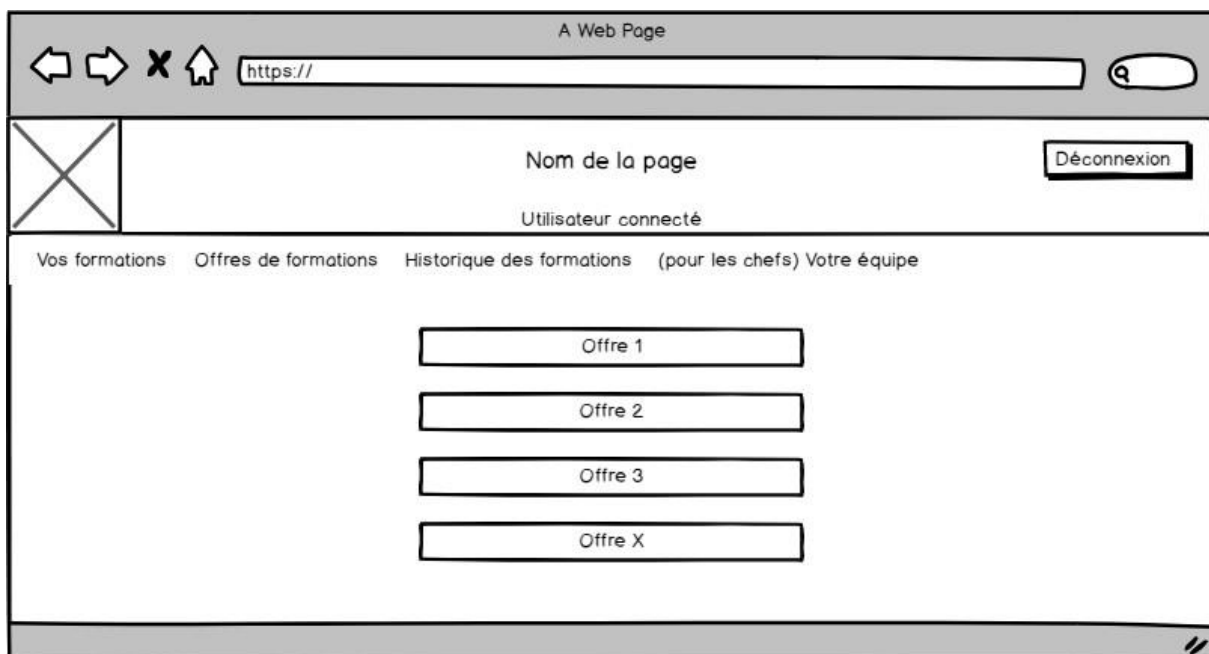 A Web Page
https://
Nom de la page
Déconnexion
Utilisateur connecté
Vos formations Offres de formations Historique des formations (pour les chefs) Votre équipe
Offre 1
Offre 2
Offre 3
Offre X